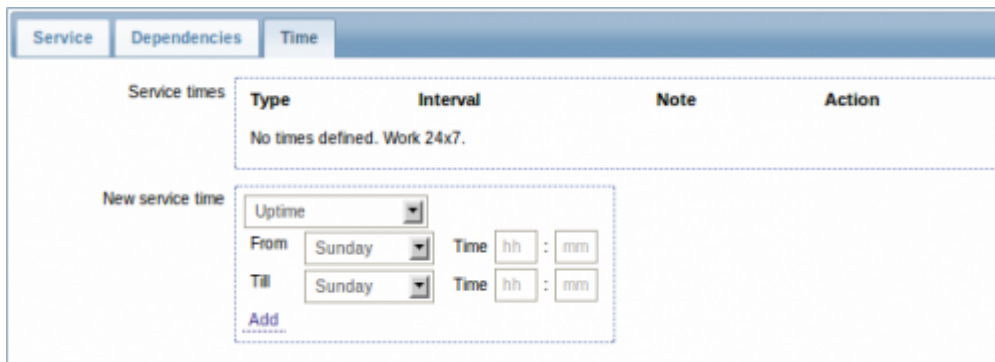 Service Dependencies Time
Service times
Type Interval Note Action
No times defined. Work 24x7.
New service time
Uptime
From Sunday Time hh : mm
Till Sunday Time hh : mm
Add